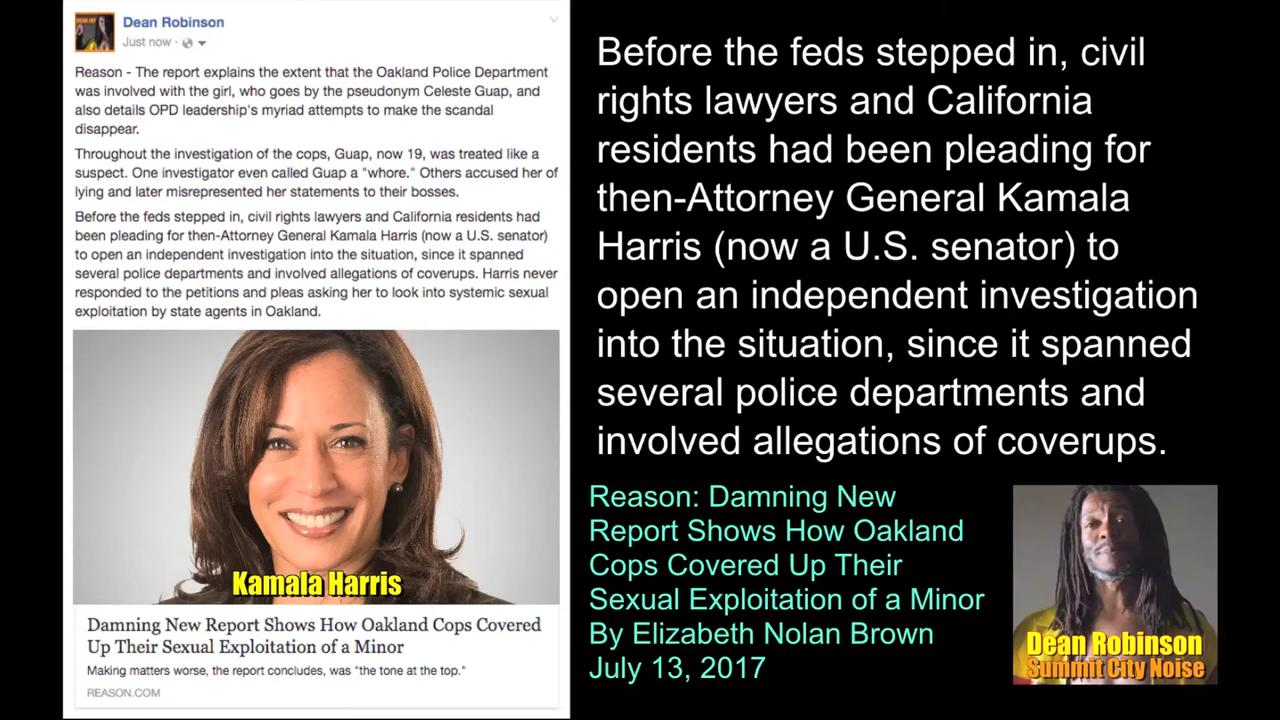 Dean Robinson
Just now
Reason - The report explains the extent that the Oakland Police Department
was involved with the girl, who goes by the pseudonym Celeste Guap, and
also details OPD leadership's myriad attempts to make the scandal
disappear.
Throughout the investigation of the cops, Guap, now 19, was treated like a
suspect. One investigator even called Guap a "whore." Others accused her of
lying and later misrepresented her statements to their bosses.
Before the feds stepped in, civil rights lawyers and California residents had
been pleading for then-Attorney General Kamala Harris (now a U.S. senator)
to open an independent investigation into the situation, since it spanned
several police departments and involved allegations of coverups. Harris never
responded to the petitions and pleas asking her to look into systemic sexual
exploitation by state agents in Oakland.
Kamala Harris
Damning New Report Shows How Oakland Cops Covered
Up Their Sexual Exploitation of a Minor
Making matters worse, the report concludes, was "the tone at the top."
REASON.COM
Before the feds stepped in, civil
rights lawyers and California
residents had been pleading for
then-Attorney General Kamala
Harris (now a U.S. senator) to
open an independent investigation
into the situation, since it spanned
several police departments and
involved allegations of coverups.
Reason: Damning New
Report Shows How Oakland
Cops Covered Up Their
Sexual Exploitation of a Minor
By Elizabeth Nolan Brown
July 13, 2017
Dean Robinson
Summit City Noise